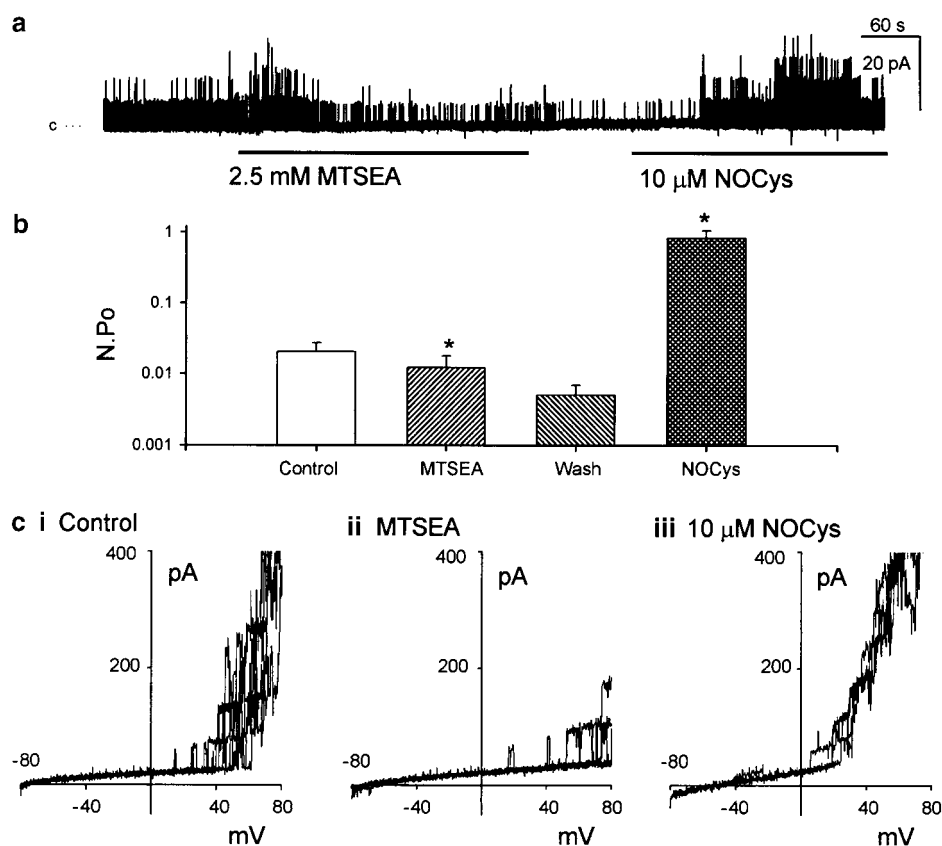 a
60 s
20 pA
c ...
2.5 mM MTSEA
10 µM NOCys
b
1
0.1
0.01
0.001
N.Po
*
*
Control
MTSEA
Wash
NOCys
c i Control
ii MTSEA
iii 10 µM NOCys
400
pA
200
-80
-40
40
80
mV
400
pA
200
-80
-40
40
80
mV
400
pA
200
-80
-40
40
80
mV